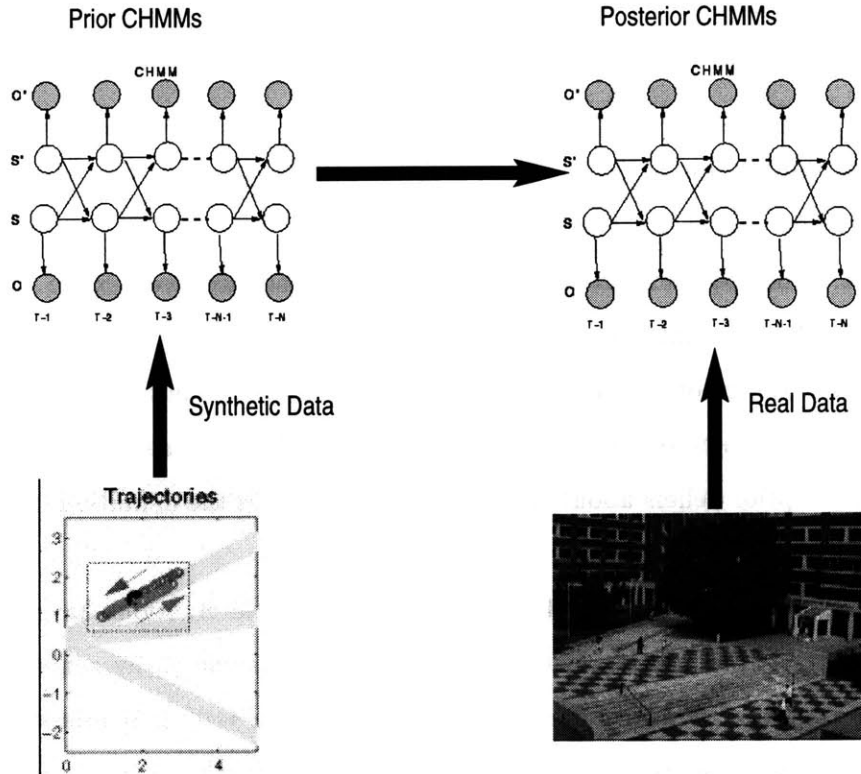 Prior CHMMs
Posterior CHMMs
CHMM
O'
S'
S
O
T-1 T-2 T-3 T-N-1 T-N
CHMM
O'
S'
S
O
T-1 T-2 T-3 T-N-1 T-N
Synthetic Data
Real Data
Trajectories
3
2
1
0
-1
-2
0 2 4